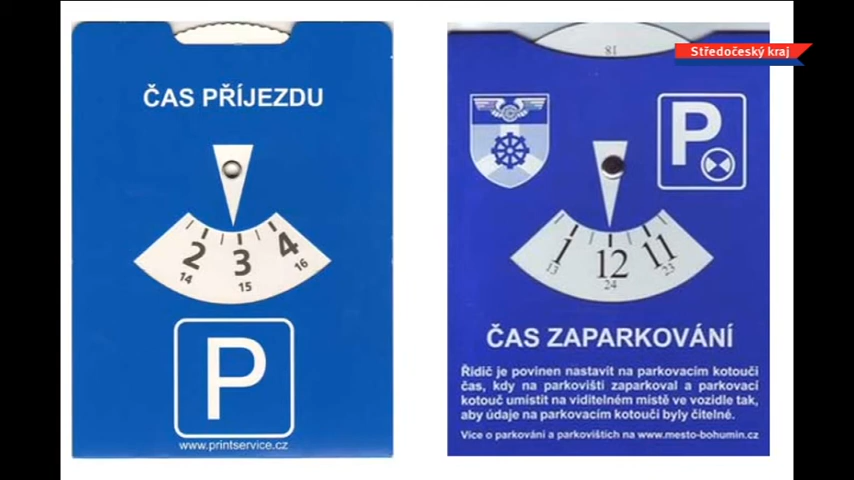 Středočeský kraj
ČAS PŘÍJEZDU
2 3 4
14 15 16
P
www.printservice.cz
81
P
1 12 11
13 24 23
ČAS ZAPARKOVÁNÍ
Řidič je povinen nastavit na parkovacím kotouči
čas, kdy na parkovišti zaparkoval a parkovací
kotouč umístit na viditelném místě ve vozidle tak,
aby údaje na parkovacím kotouči byly čitelné.
Více o parkování a parkovištích na www.mesto-bohumin.cz